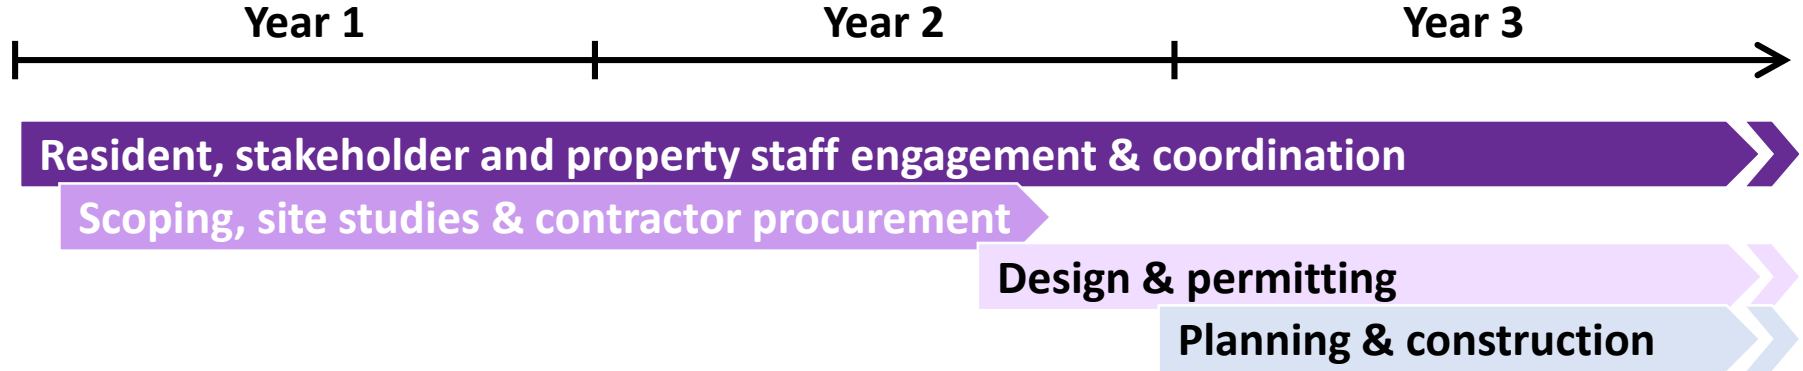 Year 1 Year 2 Year 3
Resident, stakeholder and property staff engagement & coordination
Scoping, site studies & contractor procurement
Design & permitting
Planning & construction